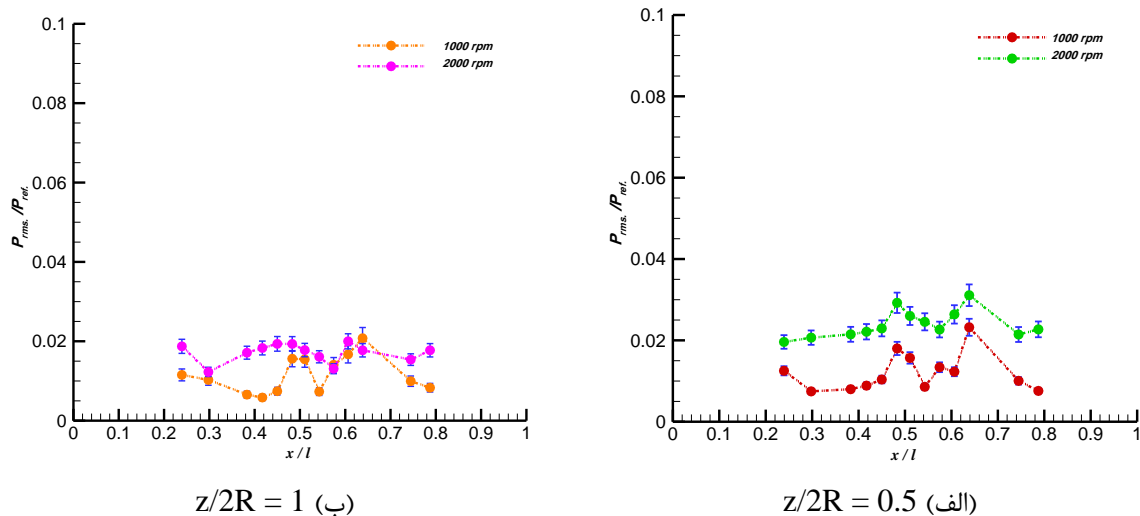 0.1
0.08
0.06
0.04
0.02
0
P rms. /P ref.
1000 rpm
2000 rpm
0 0.1 0.2 0.3 0.4 0.5 0.6 0.7 0.8 0.9 1
x / l
z/2R = 0.5 (الف)
0.1
0.08
0.06
0.04
0.02
0
P rms. /P ref.
1000 rpm
2000 rpm
0 0.1 0.2 0.3 0.4 0.5 0.6 0.7 0.8 0.9 1
x / l
z/2R = 1 (ب)